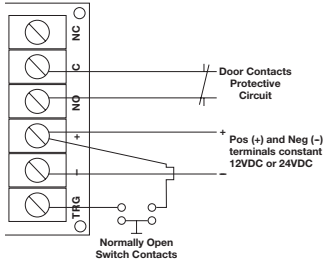 NC
C
NO
+
–
TRG
Door Contacts
Protective
Circuit
+
Pos (+) and Neg (–)
terminals constant
12VDC or 24VDC
–
Normally Open
Switch Contacts